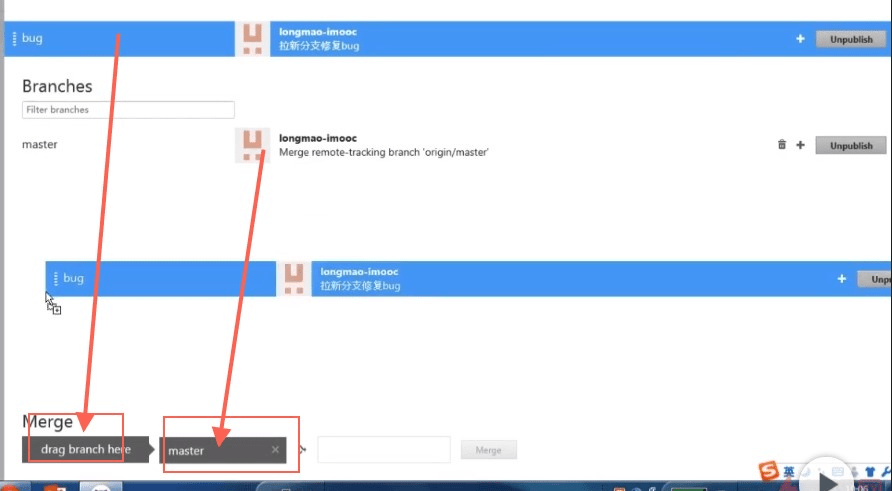 bug
longmao-imooc
拉新分支修复bug
Unpublish
Branches
Filter branches
master
longmao-imooc
Merge remote-tracking branch 'origin/master'
Unpublish
bug
longmao-imooc
拉新分支修复bug
Unp
Merge
drag branch here
master
Merge
英